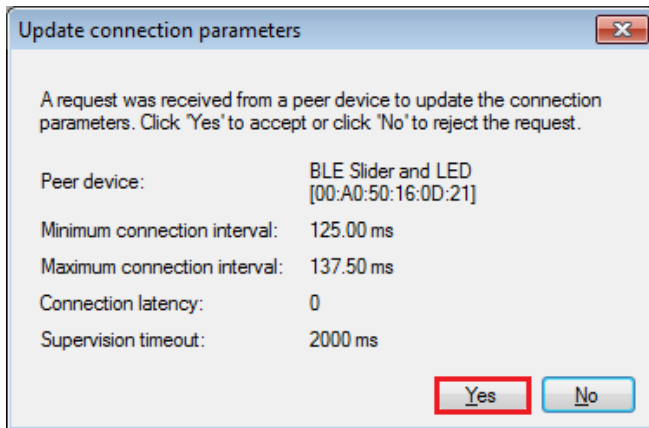 Update connection parameters
A request was received from a peer device to update the connection
parameters. Click 'Yes' to accept or click 'No' to reject the request.
Peer device: BLE Slider and LED
[00:A0:50:16:0D:21]
Minimum connection interval: 125.00 ms
Maximum connection interval: 137.50 ms
Connection latency: 0
Supervision timeout: 2000 ms
Yes No